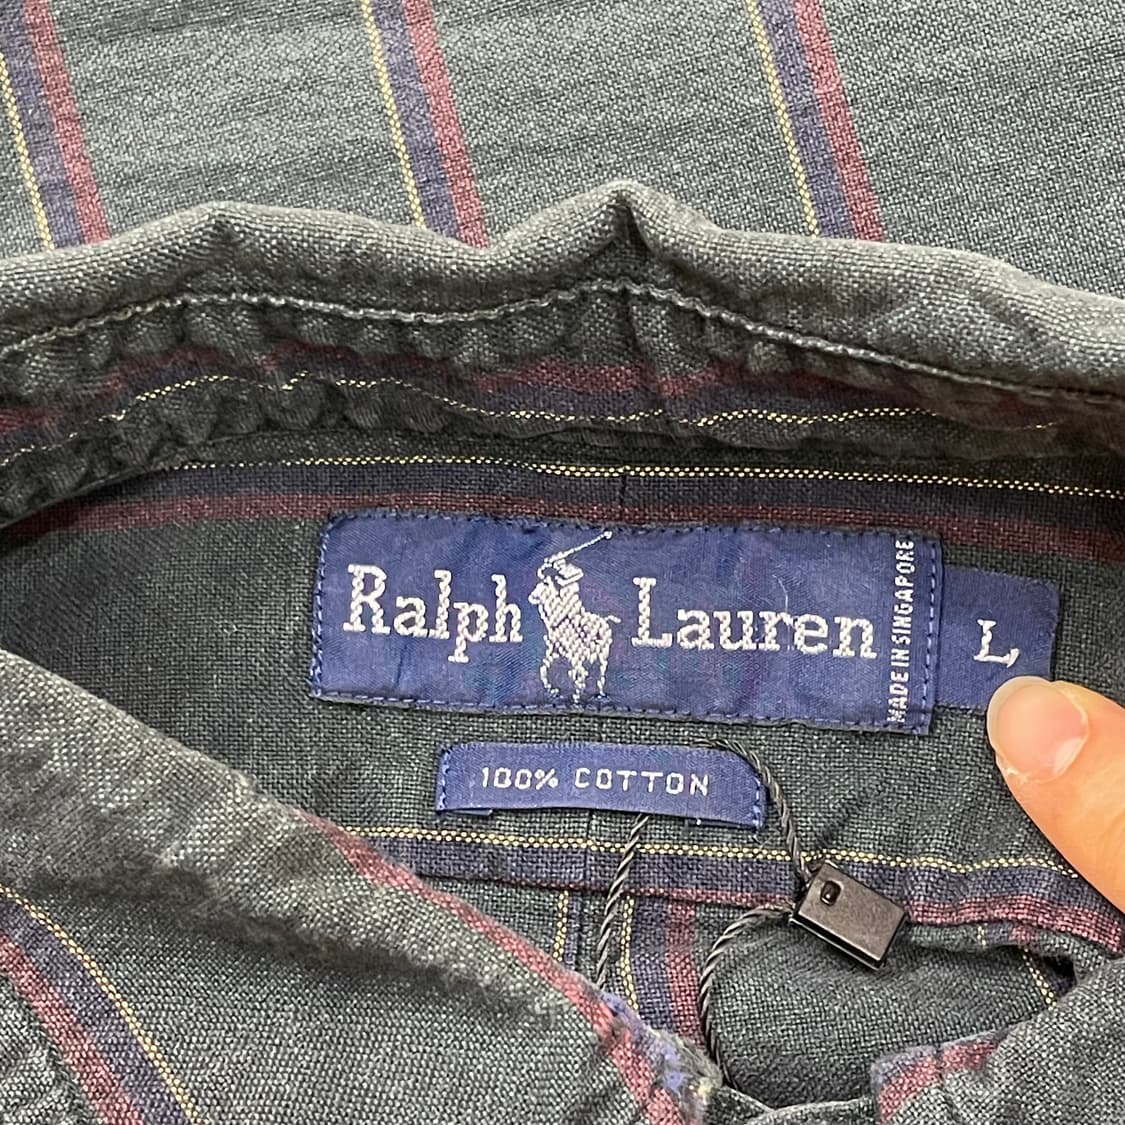 Ralph Lauren
MADE IN SINGAPORE
L
100% COTTON